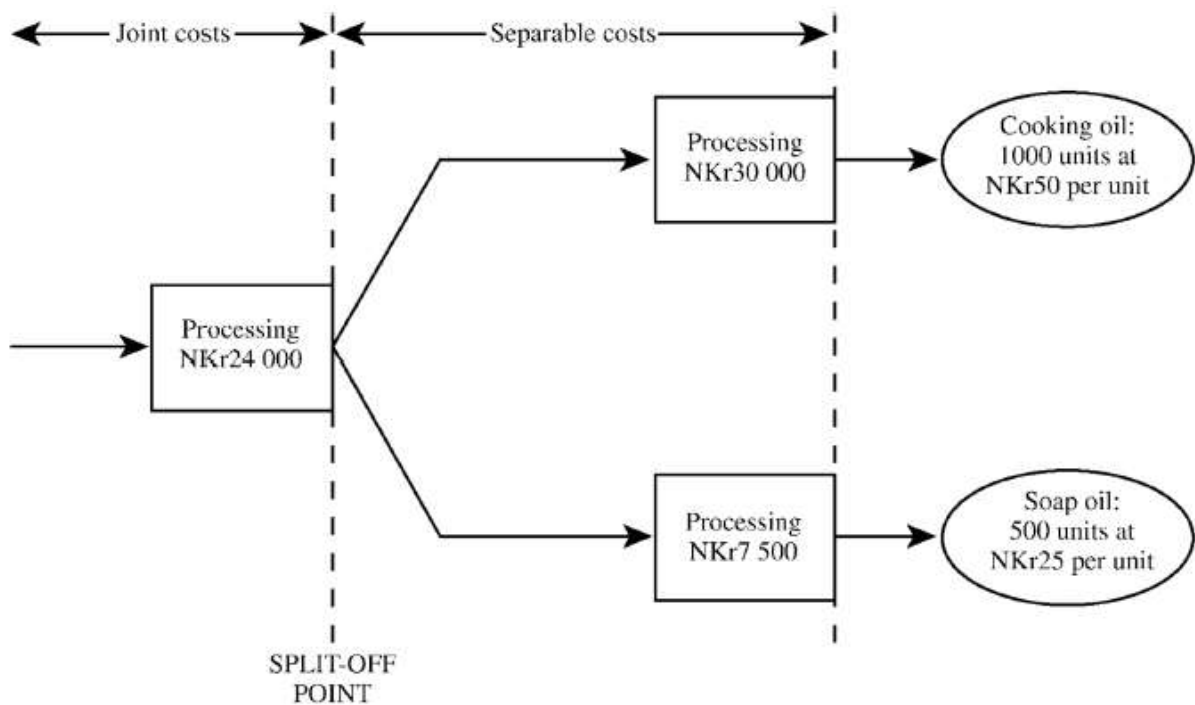 Joint costs
Separable costs
Processing
NKr30 000
Cooking oil:
1000 units at
NKr50 per unit
Processing
NKr24 000
Processing
NKr7 500
Soap oil:
500 units at
NKr25 per unit
SPLIT-OFF
POINT